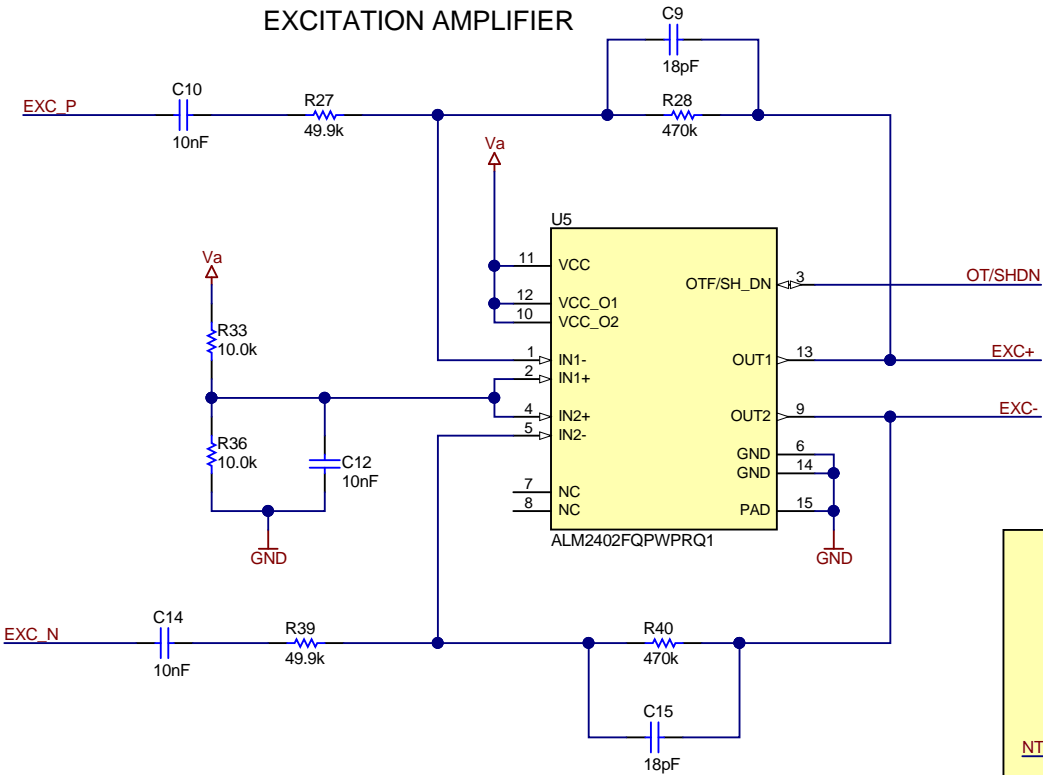 EXCITATION AMPLIFIER
C9
18pF
EXC_P
C10
10nF
R27
49.9k
R28
470k
Va
U5
11
VCC
12
VCC_O1
10
VCC_O2
1
IN1-
2
IN1+
4
IN2+
5
IN2-
7
NC
8
NC
OTF/SH_DN
3
OT/SHDN
OUT1
13
EXC+
OUT2
9
EXC-
GND
6
GND
14
PAD
15
ALM2402FQPWPRQ1
GND
Va
R33
10.0k
R36
10.0k
C12
10nF
GND
EXC_N
C14
10nF
R39
49.9k
R40
470k
C15
18pF
NT